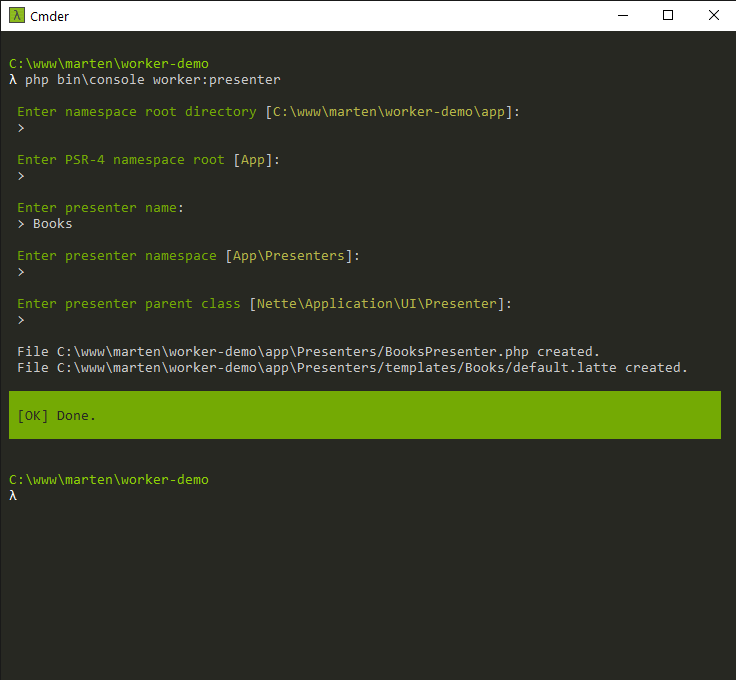 λ Cmder
C:\www\marten\worker-demo
λ php bin\console worker:presenter
Enter namespace root directory [C:\www\marten\worker-demo\app]:
>
Enter PSR-4 namespace root [App]:
>
Enter presenter name:
> Books
Enter presenter namespace [App\Presenters]:
>
Enter presenter parent class [Nette\Application\UI\Presenter]:
>
File C:\www\marten\worker-demo\app\Presenters/BooksPresenter.php created.
File C:\www\marten\worker-demo\app\Presenters/templates/Books/default.latte created.
[OK] Done.
C:\www\marten\worker-demo
λ